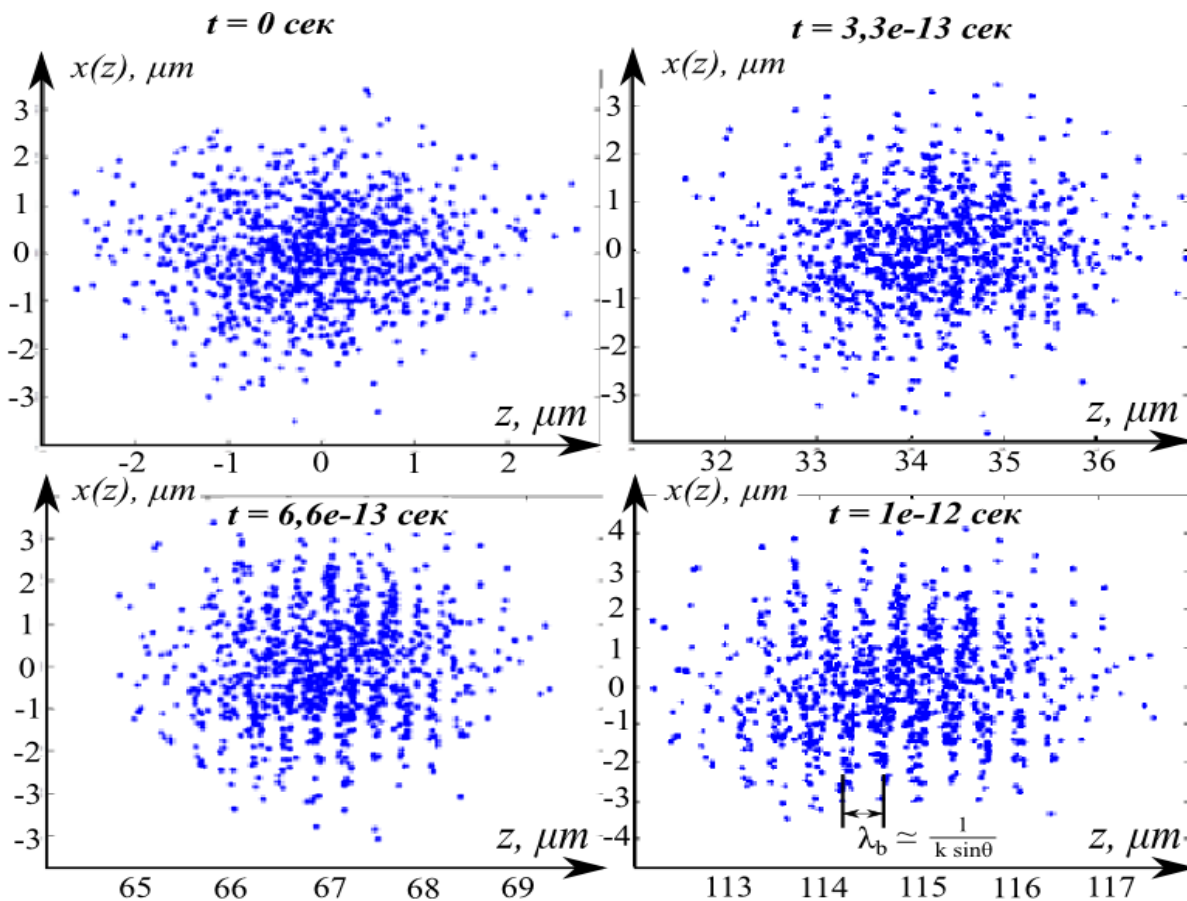 t = 0 сек
x(z), μm
3
2
1
0
-1
-2
-3
z, μm
-2 -1 0 1 2
t = 3,3e-13 сек
x(z), μm
3
2
1
0
-1
-2
-3
z, μm
32 33 34 35 36
t = 6,6e-13 сек
x(z), μm
3
2
1
0
-1
-2
-3
z, μm
65 66 67 68 69
t = 1e-12 сек
x(z), μm
4
3
2
1
0
-1
-2
-3
-4
λb ≃ 1 / k sinθ
z, μm
113 114 115 116 117